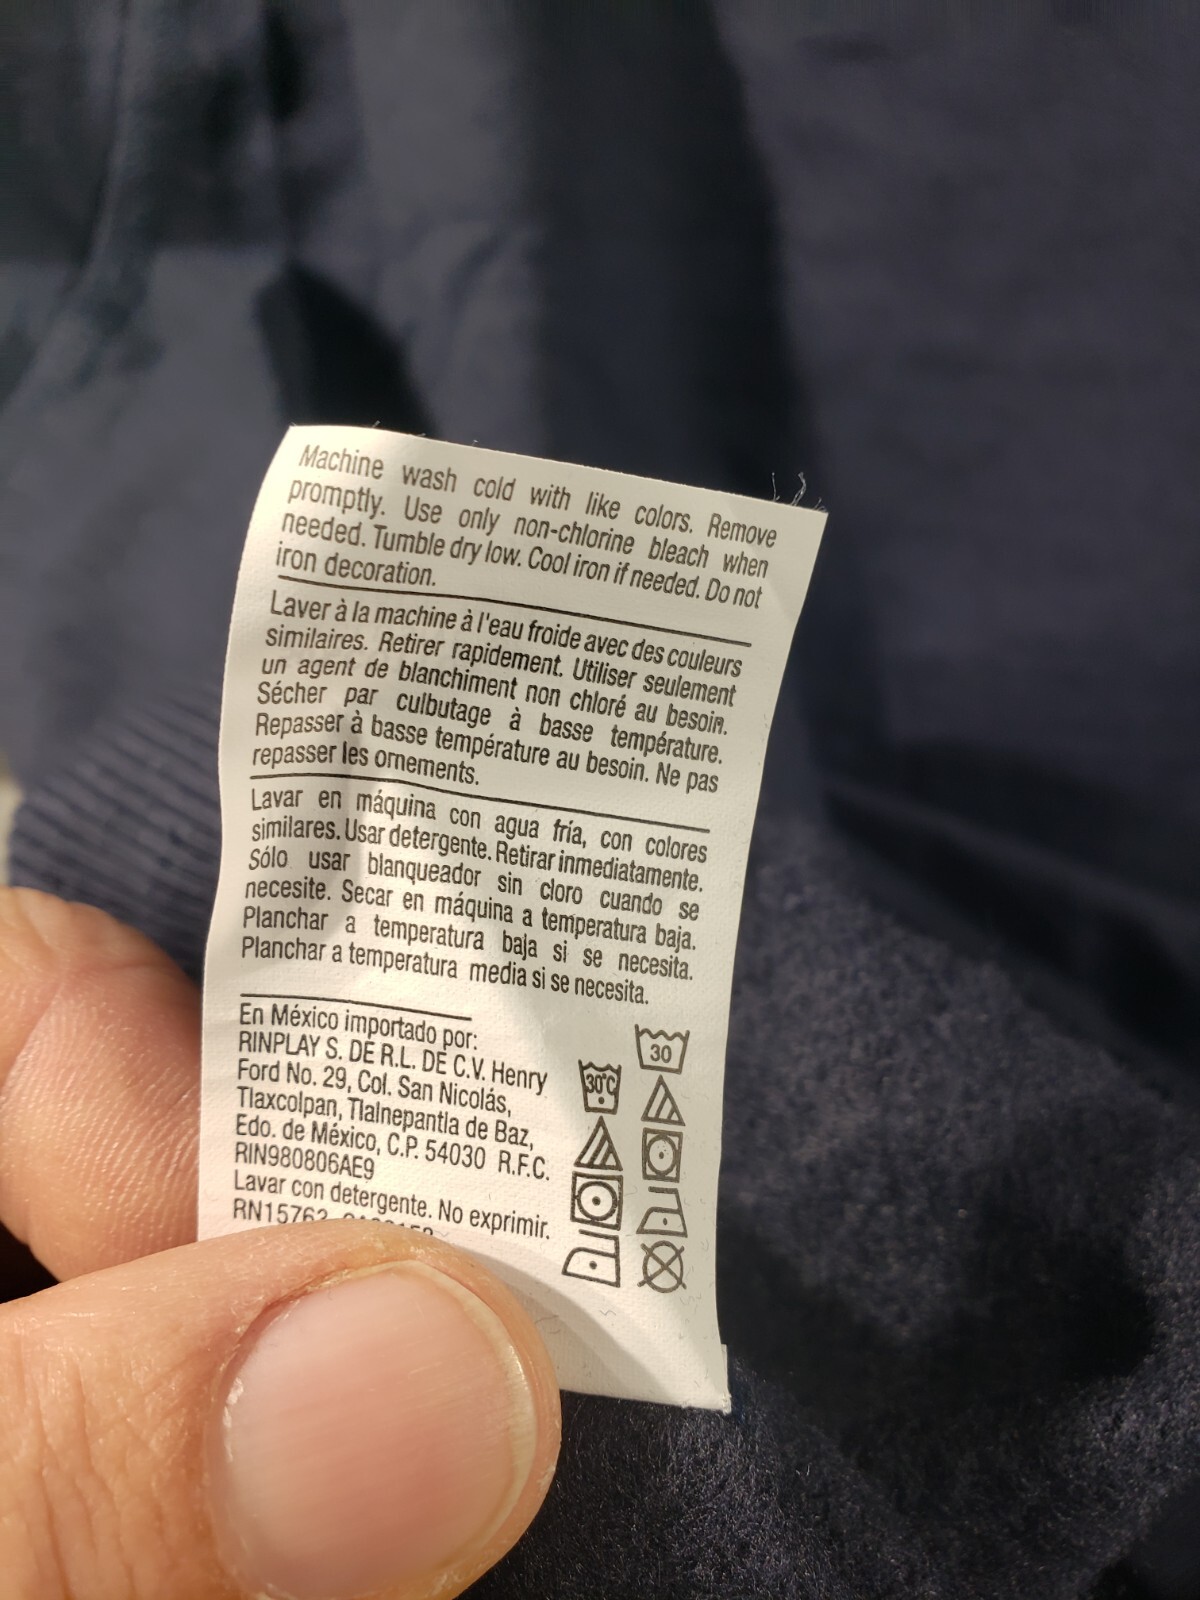 Machine wash cold with like colors. Remove
promptly. Use only non-chlorine bleach when
needed. Tumble dry low. Cool iron if needed. Do not
iron decoration.
Laver à la machine à l'eau froide avec des couleurs
similaires. Retirer rapidement. Utiliser seulement
un agent de blanchiment non chloré au besoin.
Sécher par culbutage à basse température.
Repasser à basse température au besoin. Ne pas
repasser les ornements.
Lavar en máquina con agua fría, con colores
similares. Usar detergente. Retirar inmediatamente.
Sólo usar blanqueador sin cloro cuando se
necesite. Secar en máquina a temperatura baja.
Planchar a temperatura baja si se necesita.
Planchar a temperatura media si se necesita.
En México importado por:
RINPLAY S. DE R.L. DE C.V. Henry
Ford No. 29, Col. San Nicolás,
Tlaxcolpan, Tlalnepantla de Baz,
Edo. de México, C.P. 54030 R.F.C.
RIN980806AE9
Lavar con detergente. No exprimir.
RN15763
30°C
30